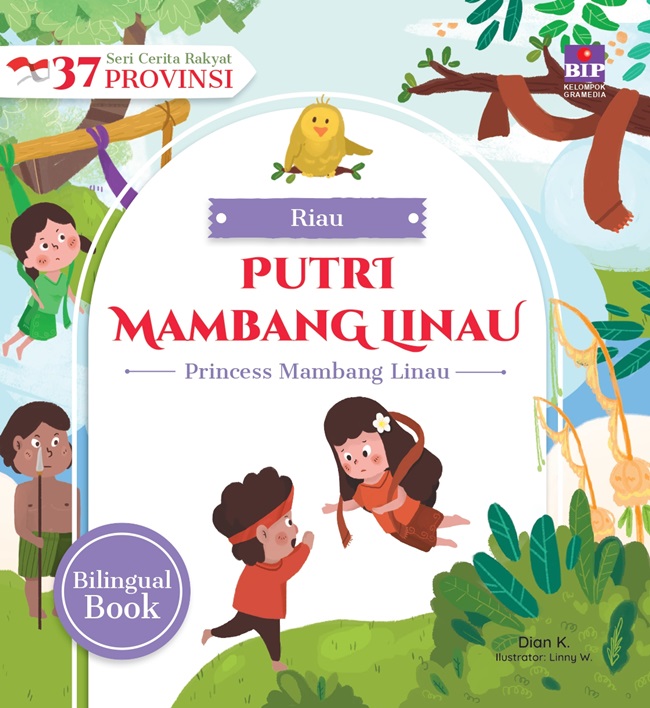 Seri Cerita Rakyat
37 PROVINSI
BIP
KELOMPOK
GRAMEDIA
Riau
PUTRI
MAMBANG LINAU
Princess Mambang Linau
Bilingual
Book
Dian K.
Ilustrator: Linny W.